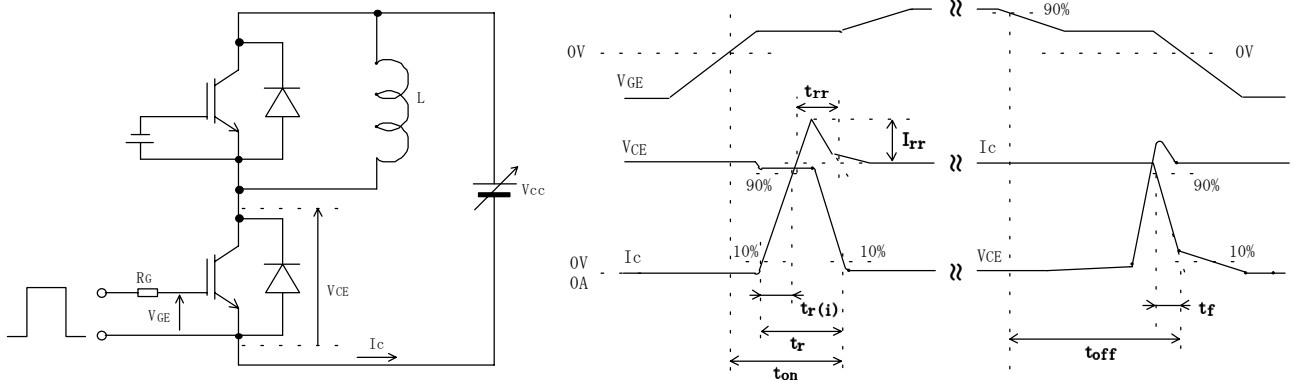 L
Vcc
RG
VGE
VCE
Ic
90%
0V
0V
VGE
trr
Irr
VCE
Ic
90%
90%
Ic
10%
10%
VCE
10%
0V
0A
tr(i)
tf
tr
toff
ton